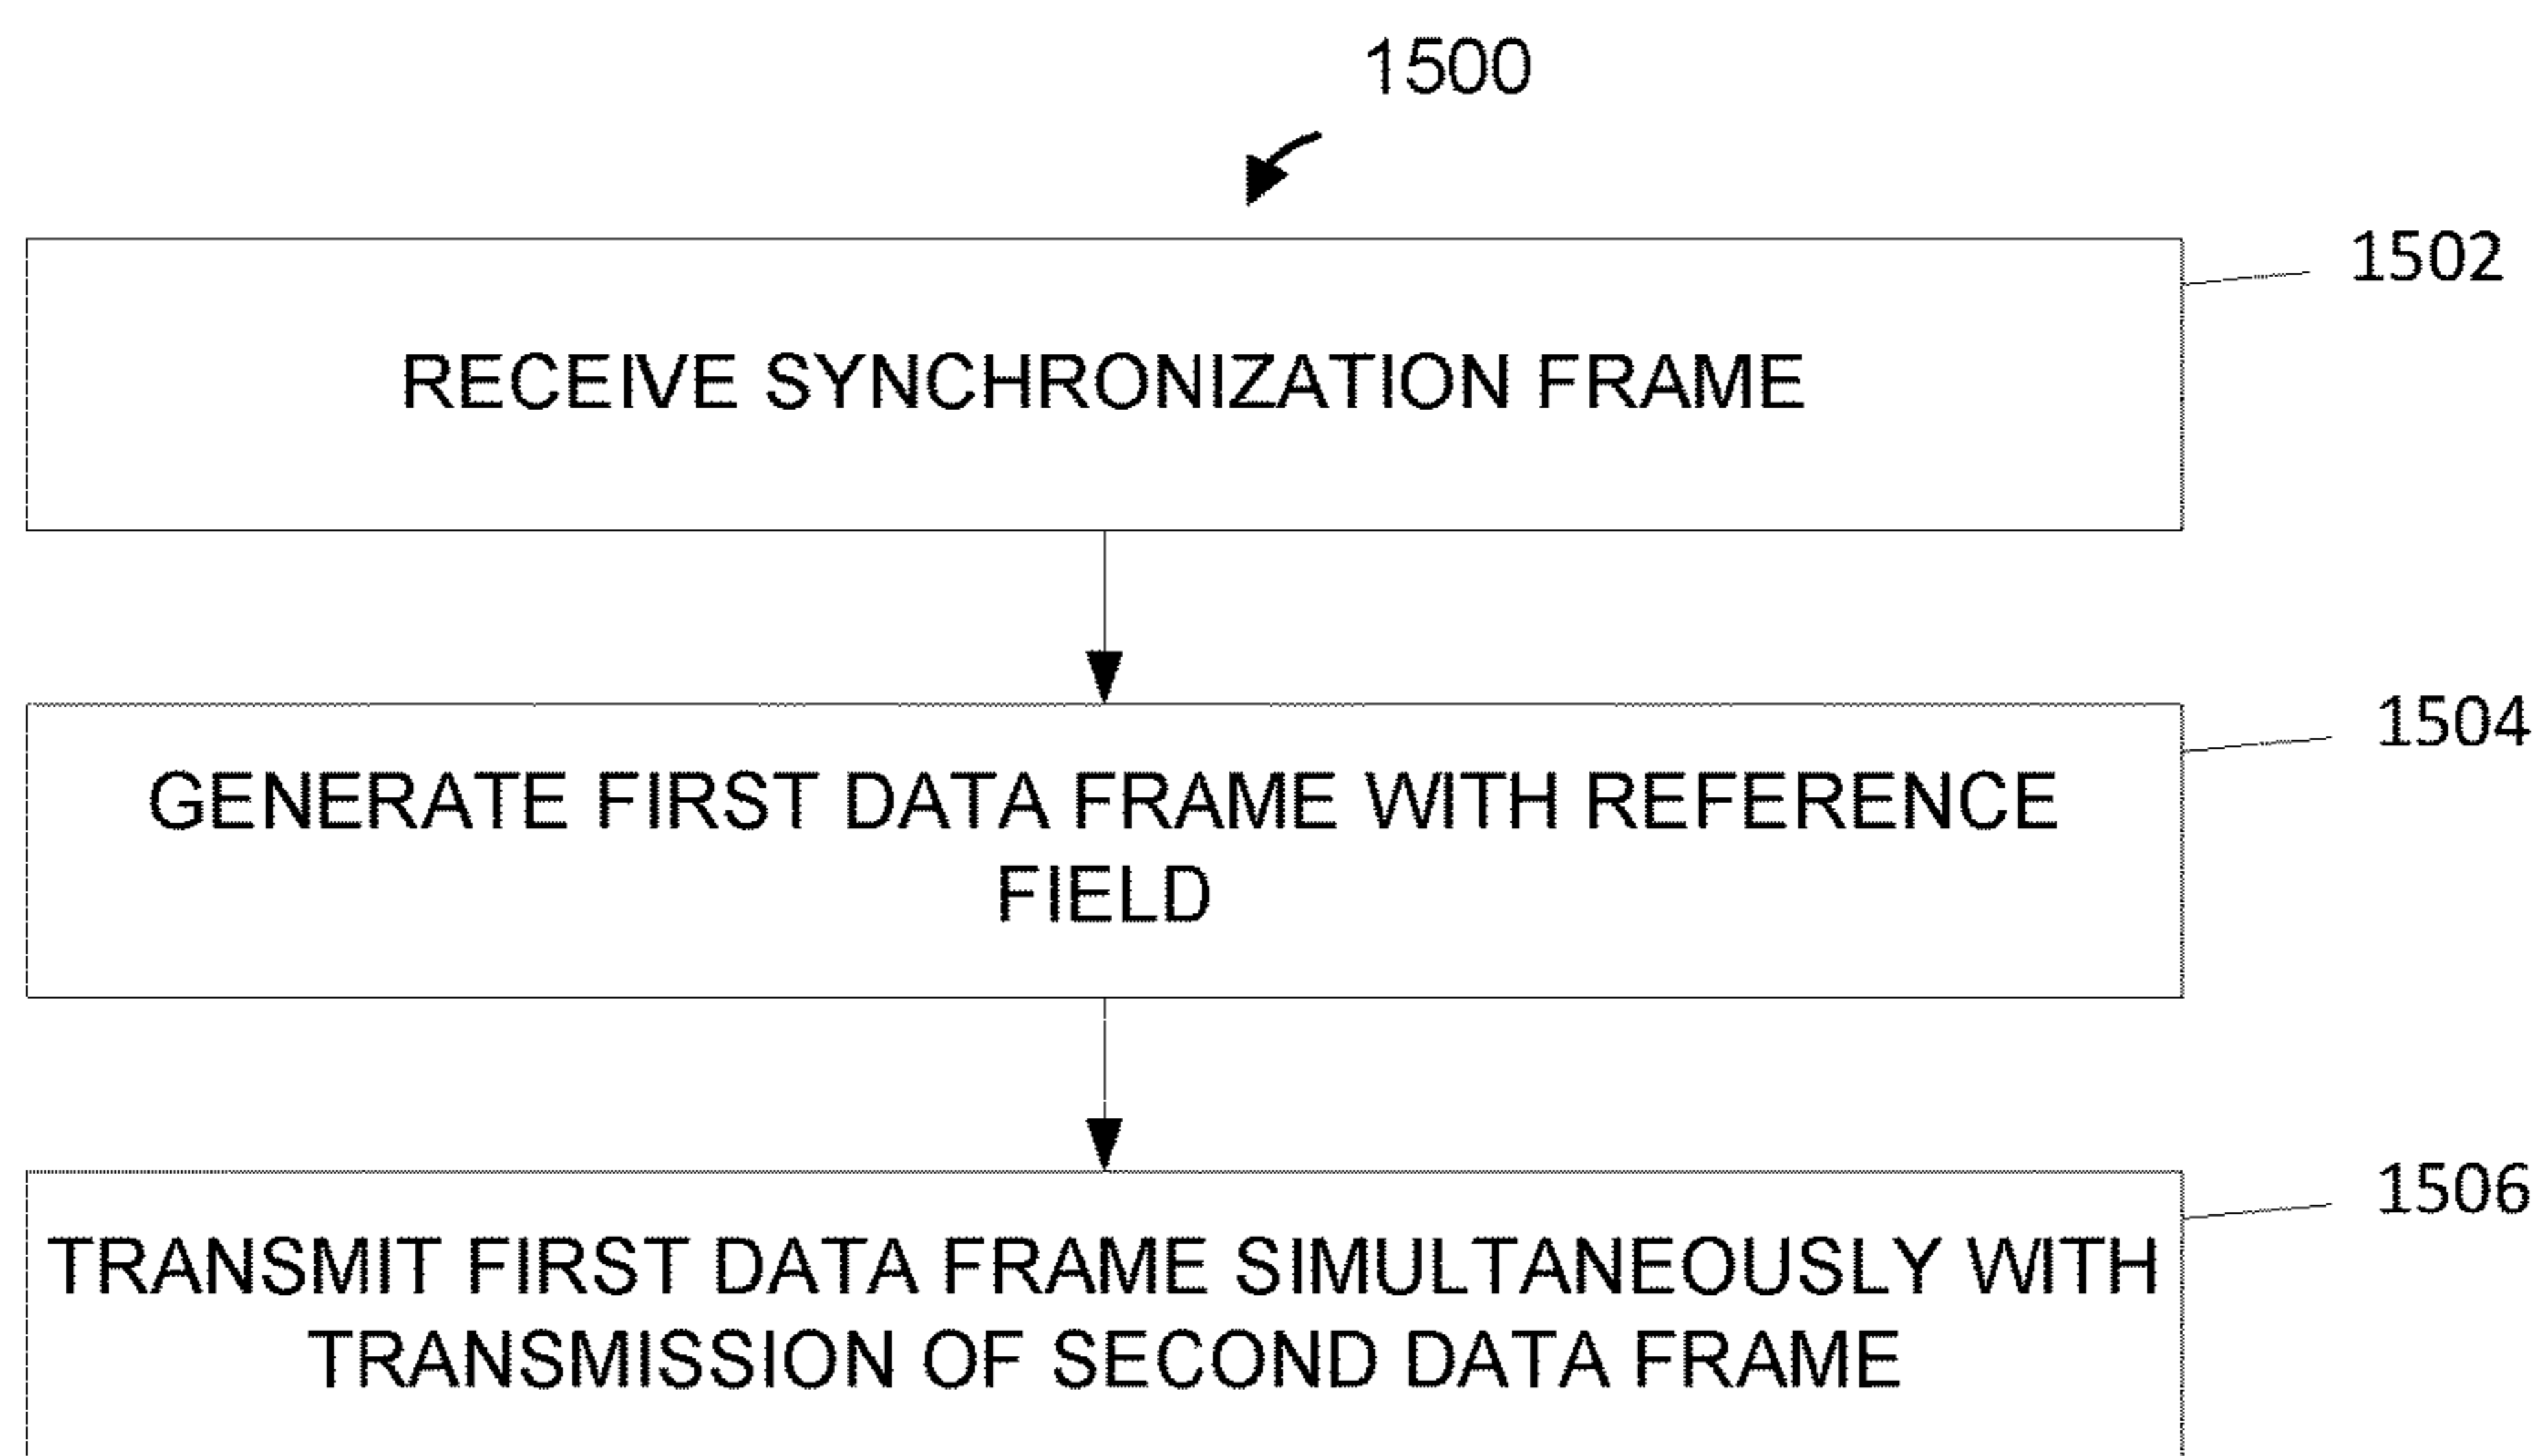 1500
1502
RECEIVE SYNCHRONIZATION FRAME
1504
GENERATE FIRST DATA FRAME WITH REFERENCE
FIELD
1506
TRANSMIT FIRST DATA FRAME SIMULTANEOUSLY WITH
TRANSMISSION OF SECOND DATA FRAME